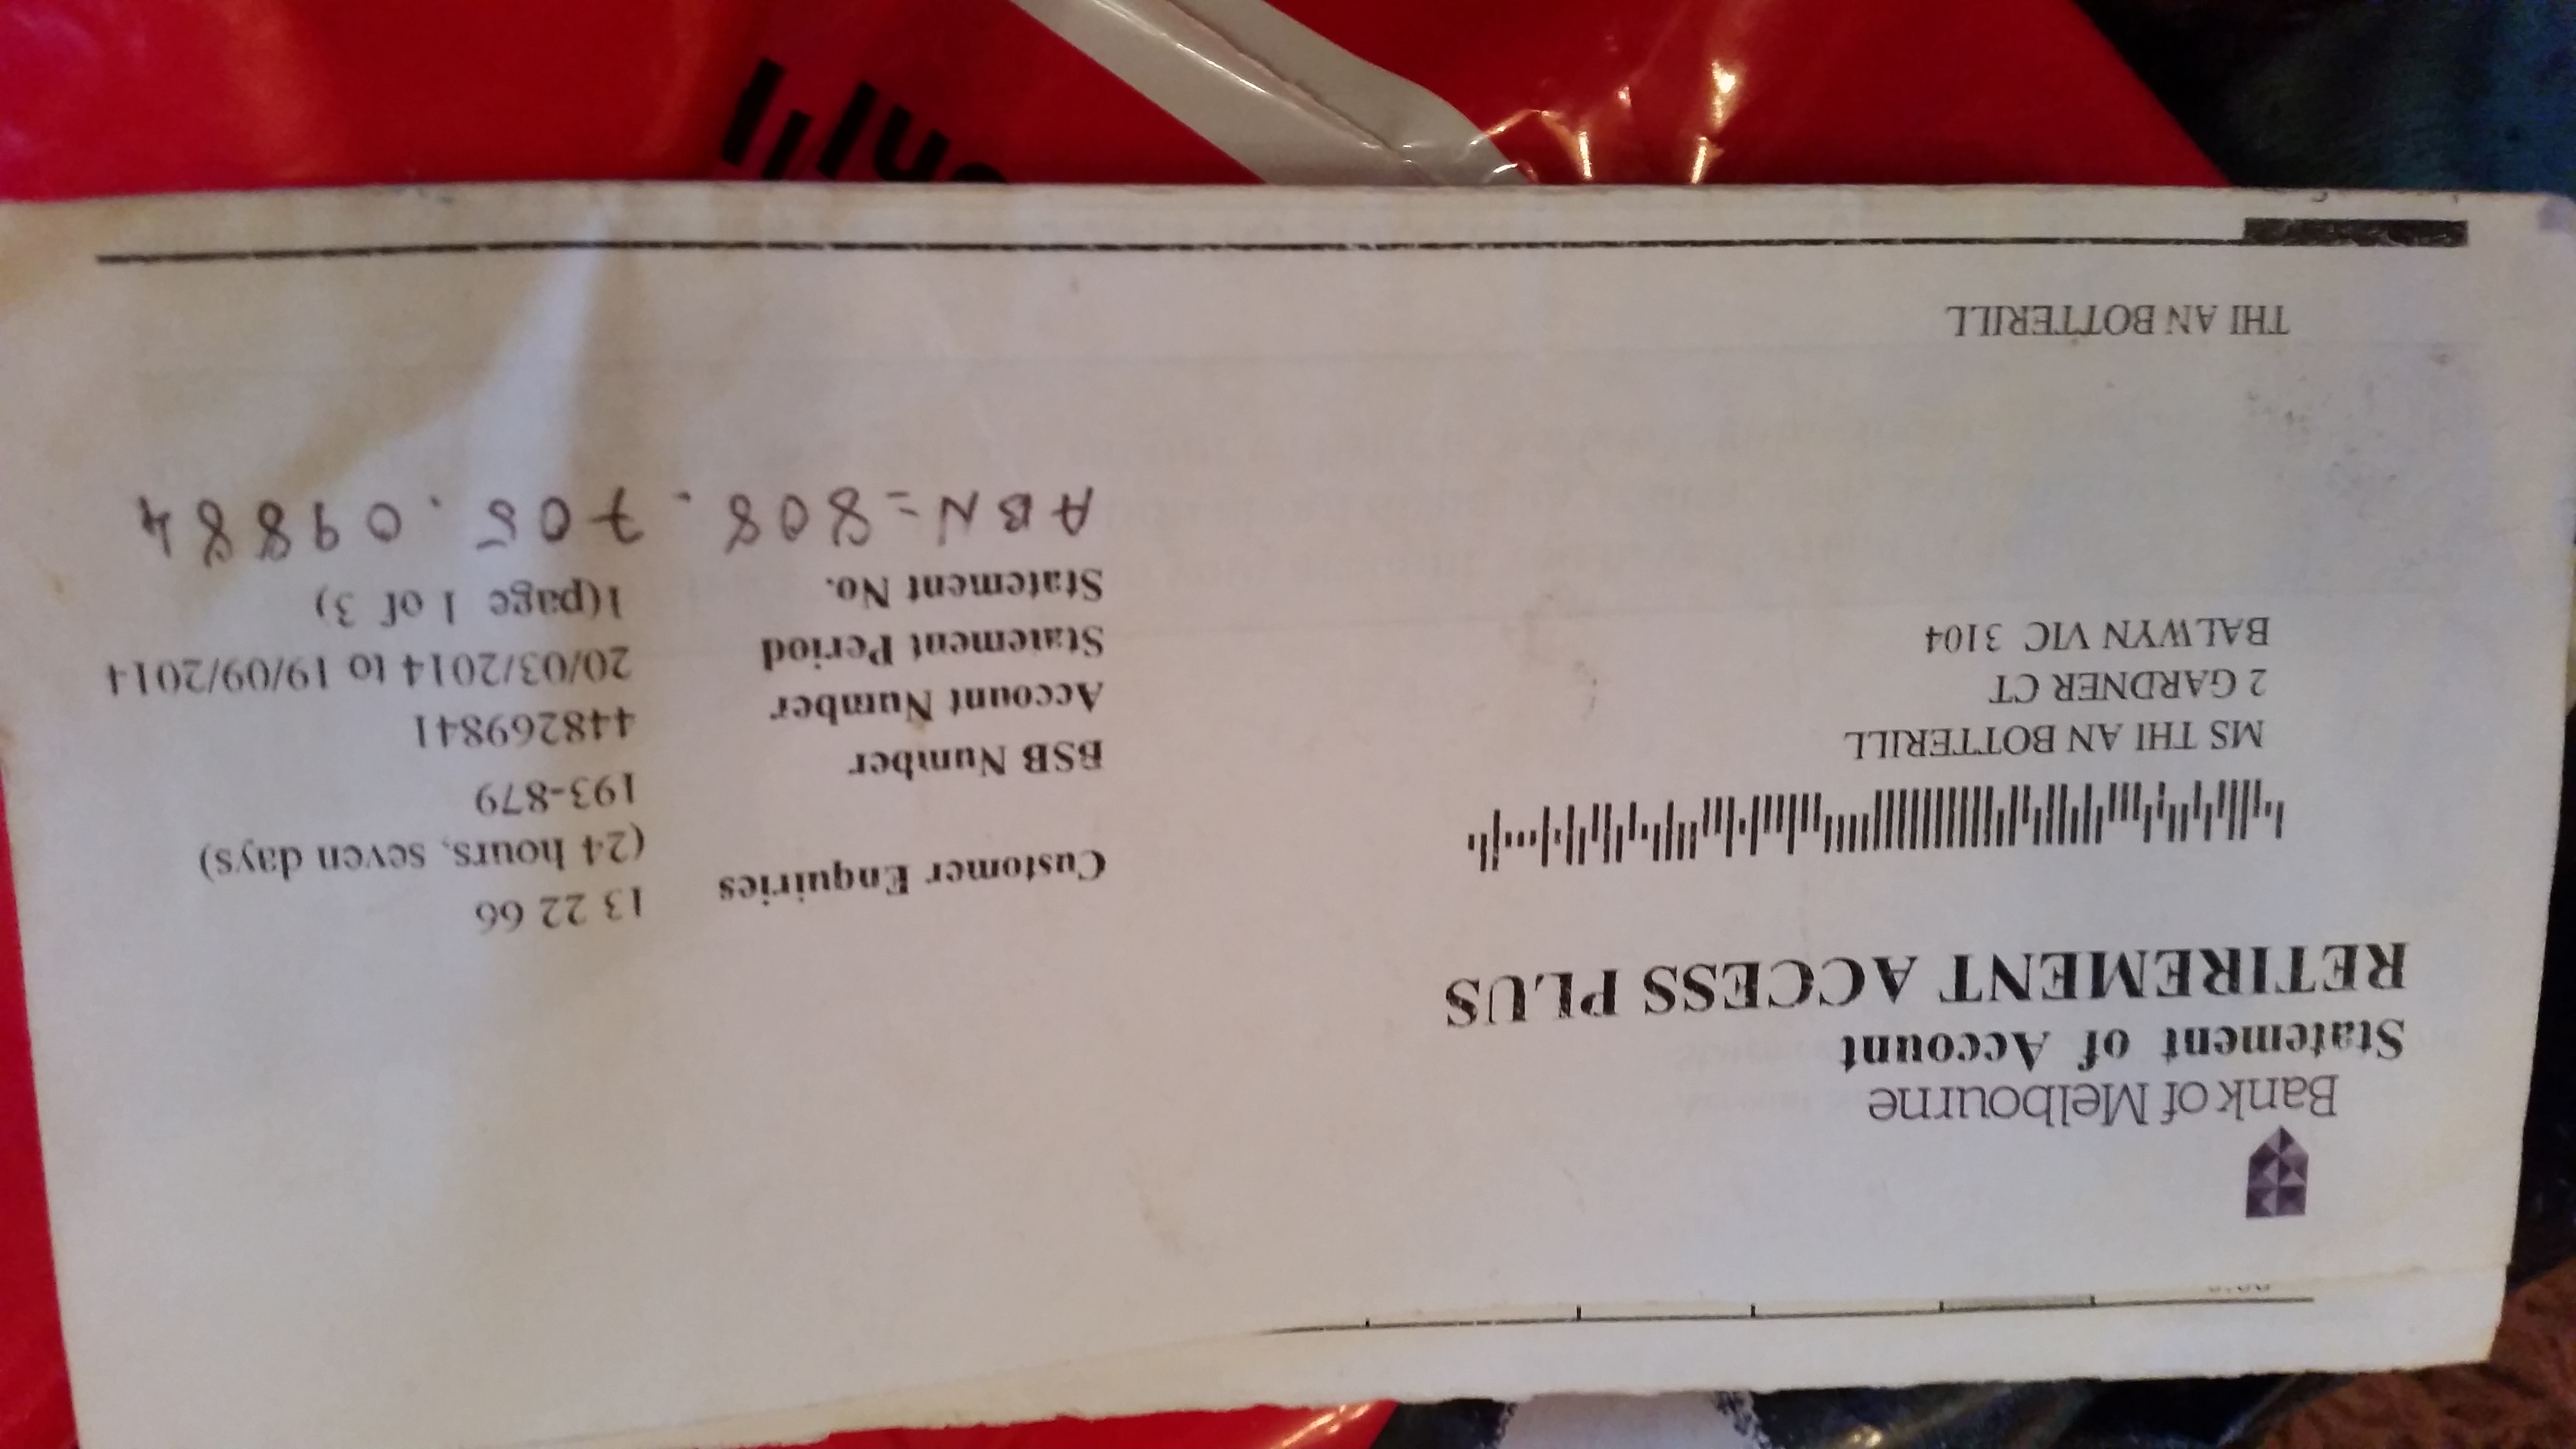 Bank of Melbourne
Statement of Account
RETIREMENT ACCESS PLUS
Customer Enquiries 13 22 66
(24 hours, seven days)
BSB Number 193-879
Account Number 448269841
Statement Period 20/03/2014 to 19/09/2014
Statement No. 1(page 1 of 3)
MS THI AN BOTTERILL
2 GARDNER CT
BALWYN VIC 3104
ABN=808. 705. 09884
THI AN BOTTERILL